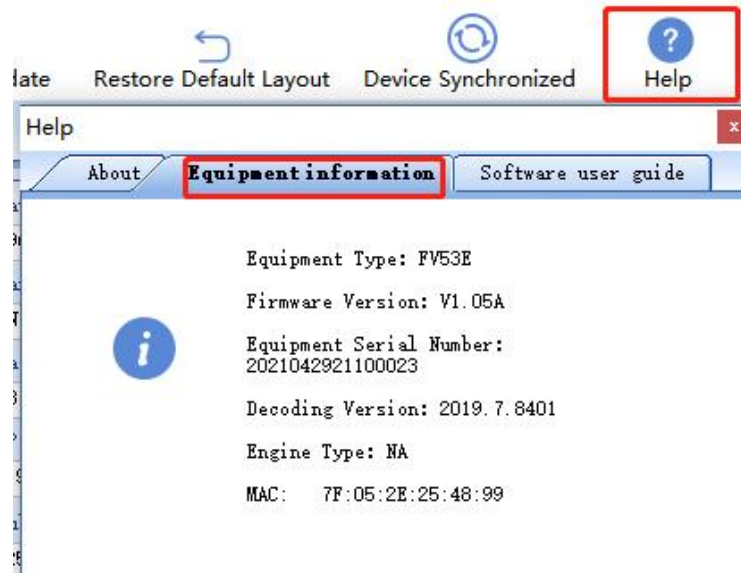 Restore Default Layout
Device Synchronized
?
Help
Help
x
About
Equipment information
Software user guide
i
Equipment Type: FV53E
Firmware Version: V1.05A
Equipment Serial Number:
2021042921100023
Decoding Version: 2019.7.8401
Engine Type: NA
MAC: 7F:05:2E:25:48:99